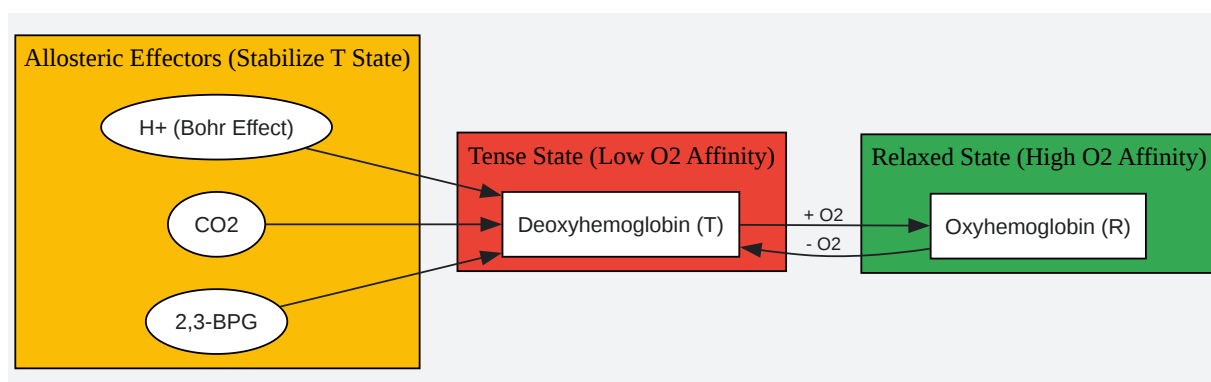 Allosteric Effectors (Stabilize T State)
H+ (Bohr Effect)
CO2
2,3-BPG
Tense State (Low O2 Affinity)
Deoxyhemoglobin (T)
+ O2
- O2
Relaxed State (High O2 Affinity)
Oxyhemoglobin (R)